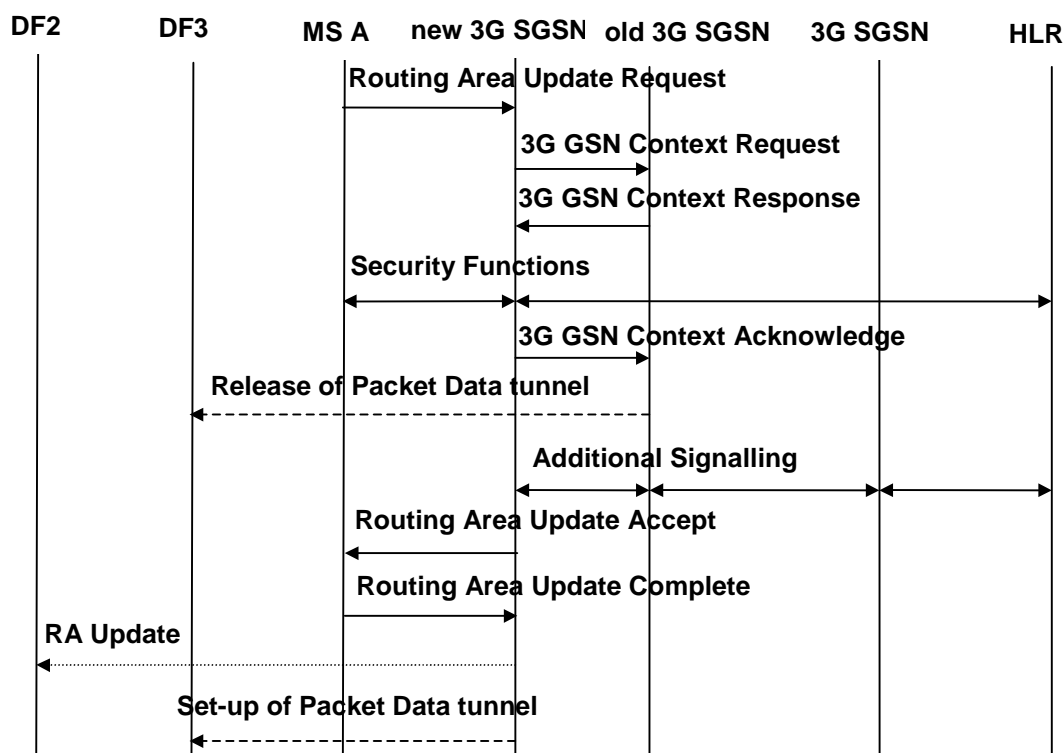 DF2 DF3 MS A new 3G SGSN old 3G SGSN 3G SGSN HLR
Routing Area Update Request
3G GSN Context Request
3G GSN Context Response
Security Functions
3G GSN Context Acknowledge
Release of Packet Data tunnel
Additional Signalling
Routing Area Update Accept
Routing Area Update Complete
RA Update
Set-up of Packet Data tunnel